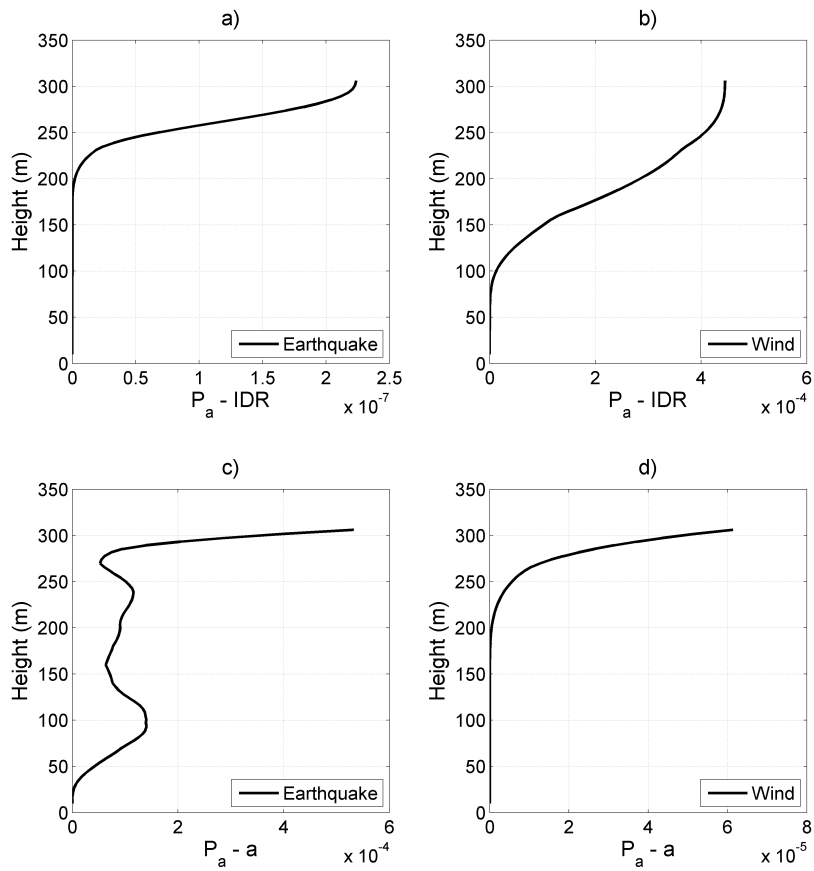 a)
350
300
250
200
150
100
50
0
Height (m)
Earthquake
0 0.5 1 1.5 2 2.5
P_a - IDR
x 10^-7
b)
350
300
250
200
150
100
50
0
Height (m)
Wind
0 2 4 6
P_a - IDR
x 10^-4
c)
350
300
250
200
150
100
50
0
Height (m)
Earthquake
0 2 4 6
P_a - a
x 10^-4
d)
350
300
250
200
150
100
50
0
Height (m)
Wind
0 2 4 6 8
P_a - a
x 10^-5